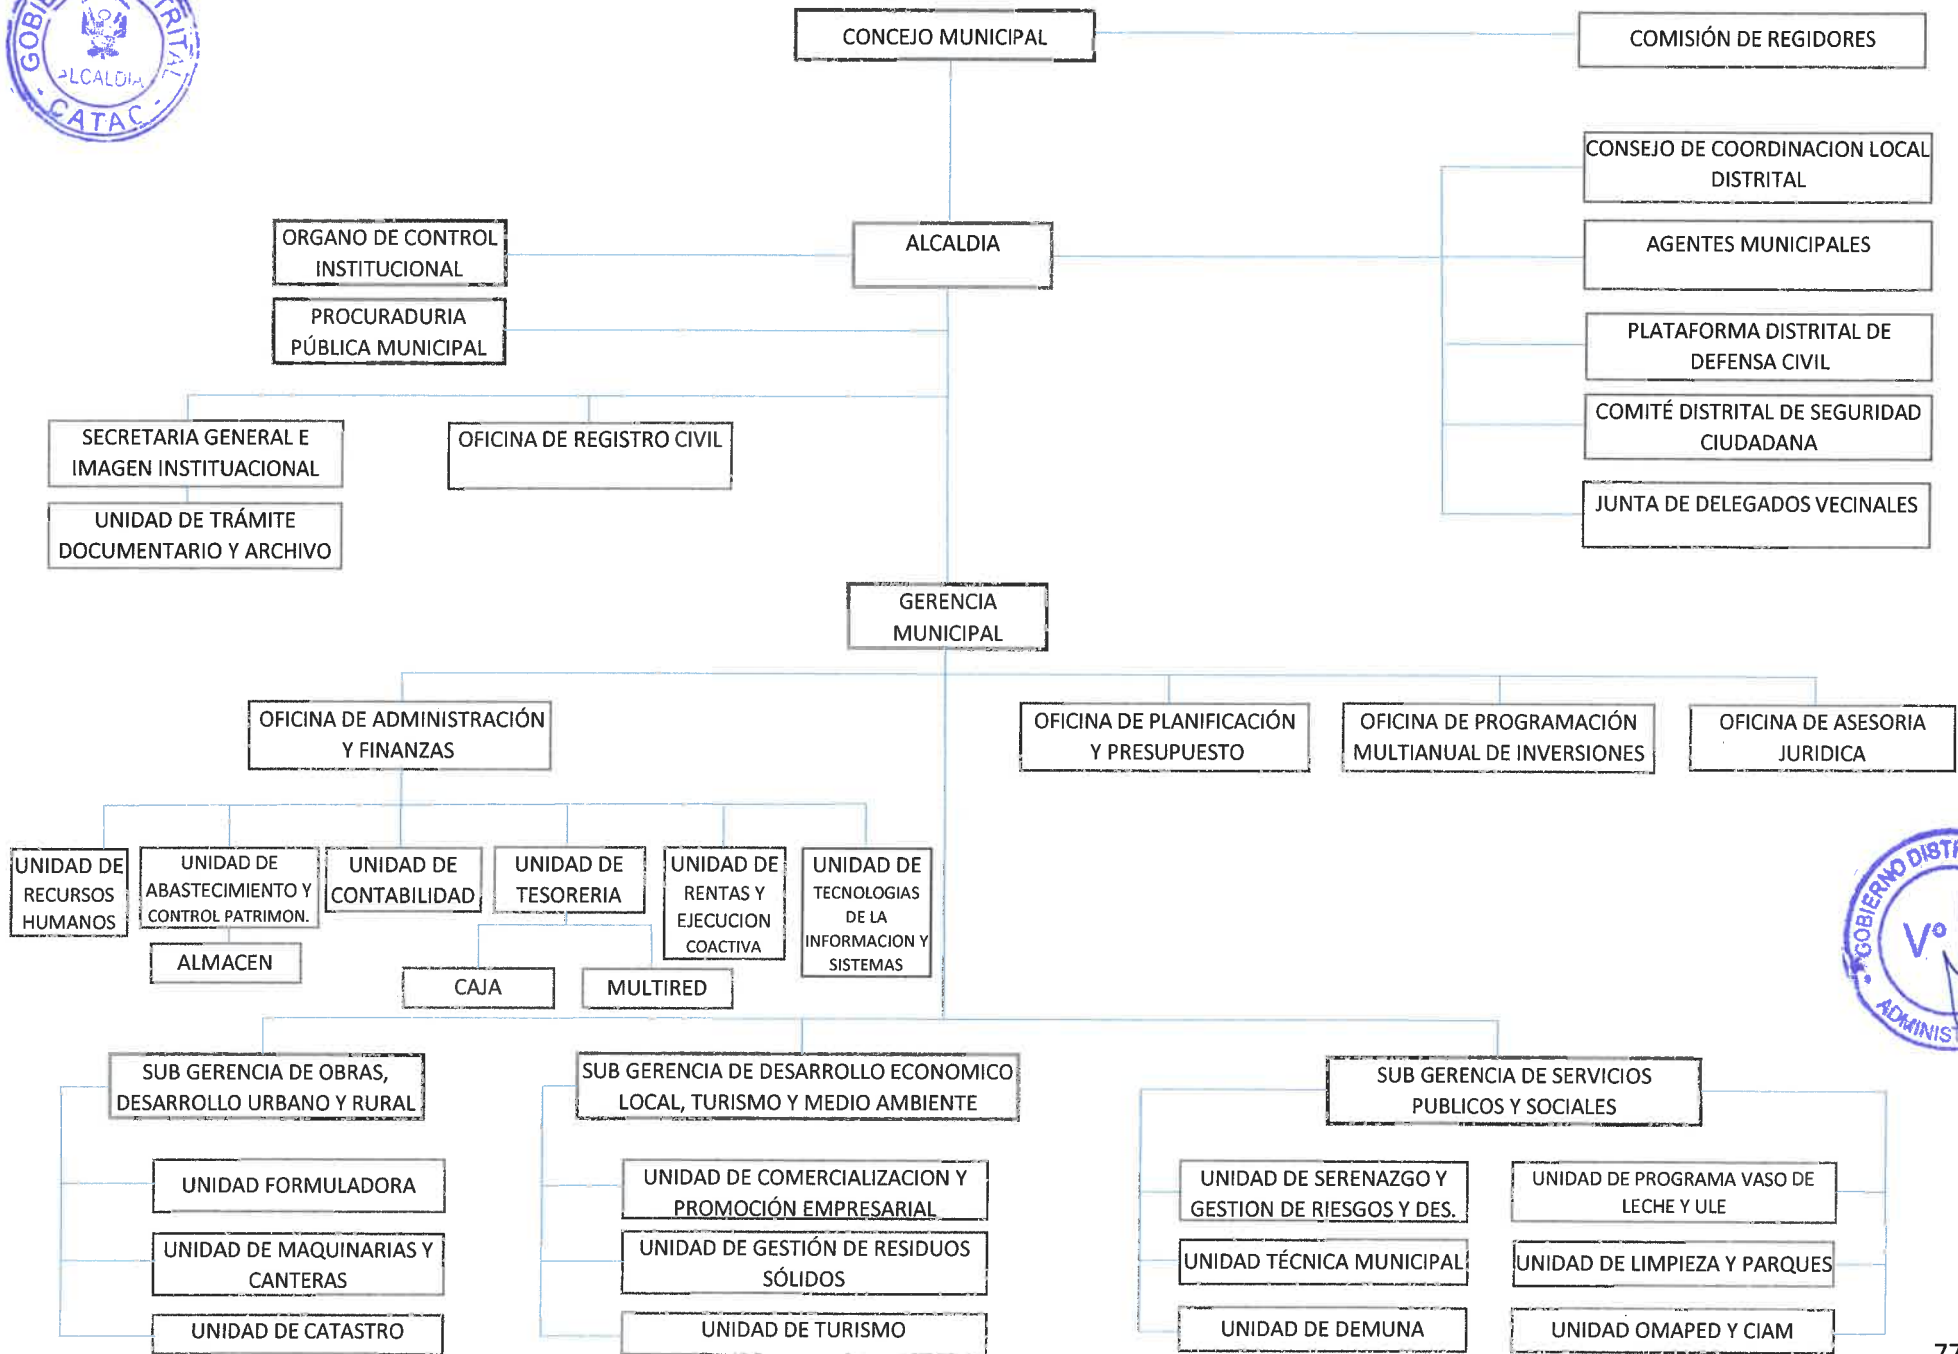 GOBI
TRITAL
ALCALDIA
- CATAC -
CONCEJO MUNICIPAL
COMISIÓN DE REGIDORES
CONSEJO DE COORDINACION LOCAL
DISTRITAL
ORGANO DE CONTROL
INSTITUCIONAL
ALCALDIA
AGENTES MUNICIPALES
PROCURADURIA
PÚBLICA MUNICIPAL
PLATAFORMA DISTRITAL DE
DEFENSA CIVIL
SECRETARIA GENERAL E
IMAGEN INSTITUACIONAL
OFICINA DE REGISTRO CIVIL
COMITÉ DISTRITAL DE SEGURIDAD
CIUDADANA
UNIDAD DE TRÁMITE
DOCUMENTARIO Y ARCHIVO
JUNTA DE DELEGADOS VECINALES
GERENCIA
MUNICIPAL
OFICINA DE ADMINISTRACIÓN
Y FINANZAS
OFICINA DE PLANIFICACIÓN
Y PRESUPUESTO
OFICINA DE PROGRAMACIÓN
MULTIANUAL DE INVERSIONES
OFICINA DE ASESORIA
JURIDICA
UNIDAD DE
RECURSOS
HUMANOS
UNIDAD DE
ABASTECIMIENTO Y
CONTROL PATRIMON.
UNIDAD DE
CONTABILIDAD
UNIDAD DE
TESORERIA
UNIDAD DE
RENTAS Y
EJECUCION
COACTIVA
UNIDAD DE
TECNOLOGIAS
DE LA
INFORMACION Y
SISTEMAS
ALMACEN
CAJA
MULTIRED
GOBIERNO DISTR
Vº
ADMINIST
SUB GERENCIA DE OBRAS,
DESARROLLO URBANO Y RURAL
SUB GERENCIA DE DESARROLLO ECONOMICO
LOCAL, TURISMO Y MEDIO AMBIENTE
SUB GERENCIA DE SERVICIOS
PUBLICOS Y SOCIALES
UNIDAD FORMULADORA
UNIDAD DE COMERCIALIZACION Y
PROMOCIÓN EMPRESARIAL
UNIDAD DE SERENAZGO Y
GESTION DE RIESGOS Y DES.
UNIDAD DE PROGRAMA VASO DE
LECHE Y ULE
UNIDAD DE MAQUINARIAS Y
CANTERAS
UNIDAD DE GESTIÓN DE RESIDUOS
SÓLIDOS
UNIDAD TÉCNICA MUNICIPAL
UNIDAD DE LIMPIEZA Y PARQUES
UNIDAD DE CATASTRO
UNIDAD DE TURISMO
UNIDAD DE DEMUNA
UNIDAD OMAPED Y CIAM